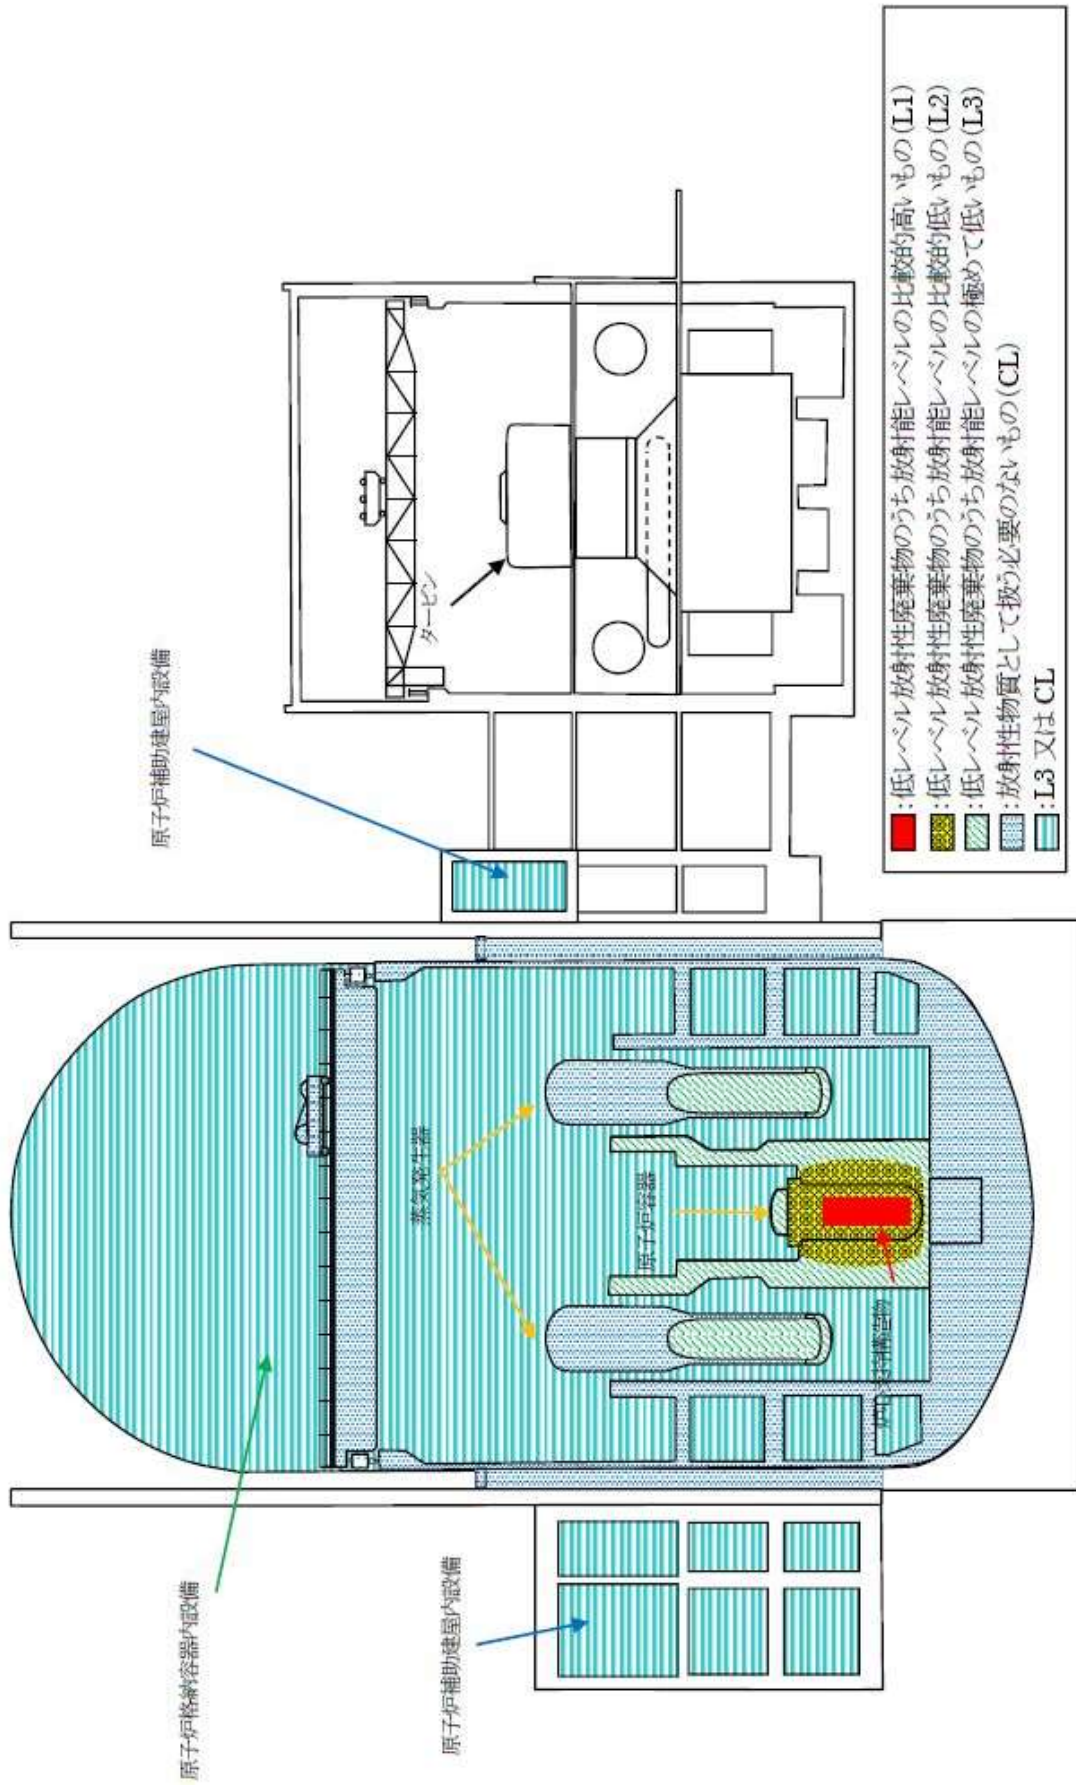 原子炉格納容器内設備
原子炉補助建屋内設備
蒸気発生器
原子炉容器
炉心支持構造物
原子炉補助建屋内設備
タービン
:低レベル放射性廃棄物のうち放射能レベルの比較的高いもの(L1)
:低レベル放射性廃棄物のうち放射能レベルの比較的低いもの(L2)
:低レベル放射性廃棄物のうち放射能レベルの極めて低いもの(L3)
:放射性物質として扱う必要のないもの(CL)
:L3 又は CL